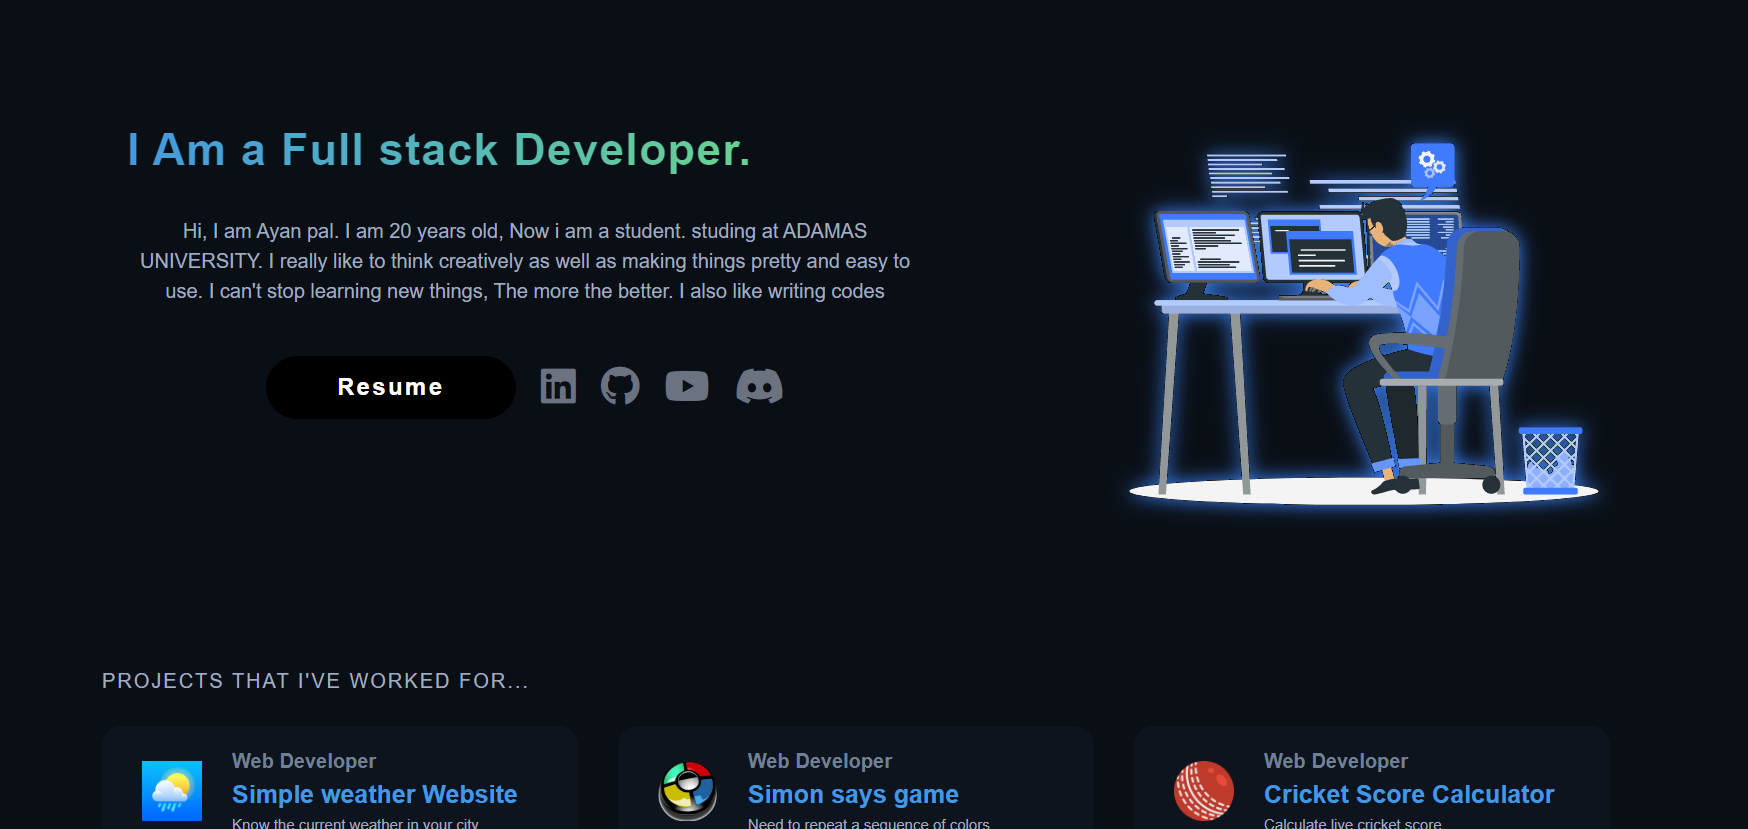 I Am a Full stack Developer.
Hi, I am Ayan pal. I am 20 years old, Now i am a student. studing at ADAMAS
UNIVERSITY. I really like to think creatively as well as making things pretty and easy to
use. I can't stop learning new things, The more the better. I also like writing codes
Resume
in
PROJECTS THAT I'VE WORKED FOR...
Web Developer
Simple weather Website
Know the current weather in your city
Web Developer
Simon says game
Need to repeat a sequence of colors
Web Developer
Cricket Score Calculator
Calculate live cricket score